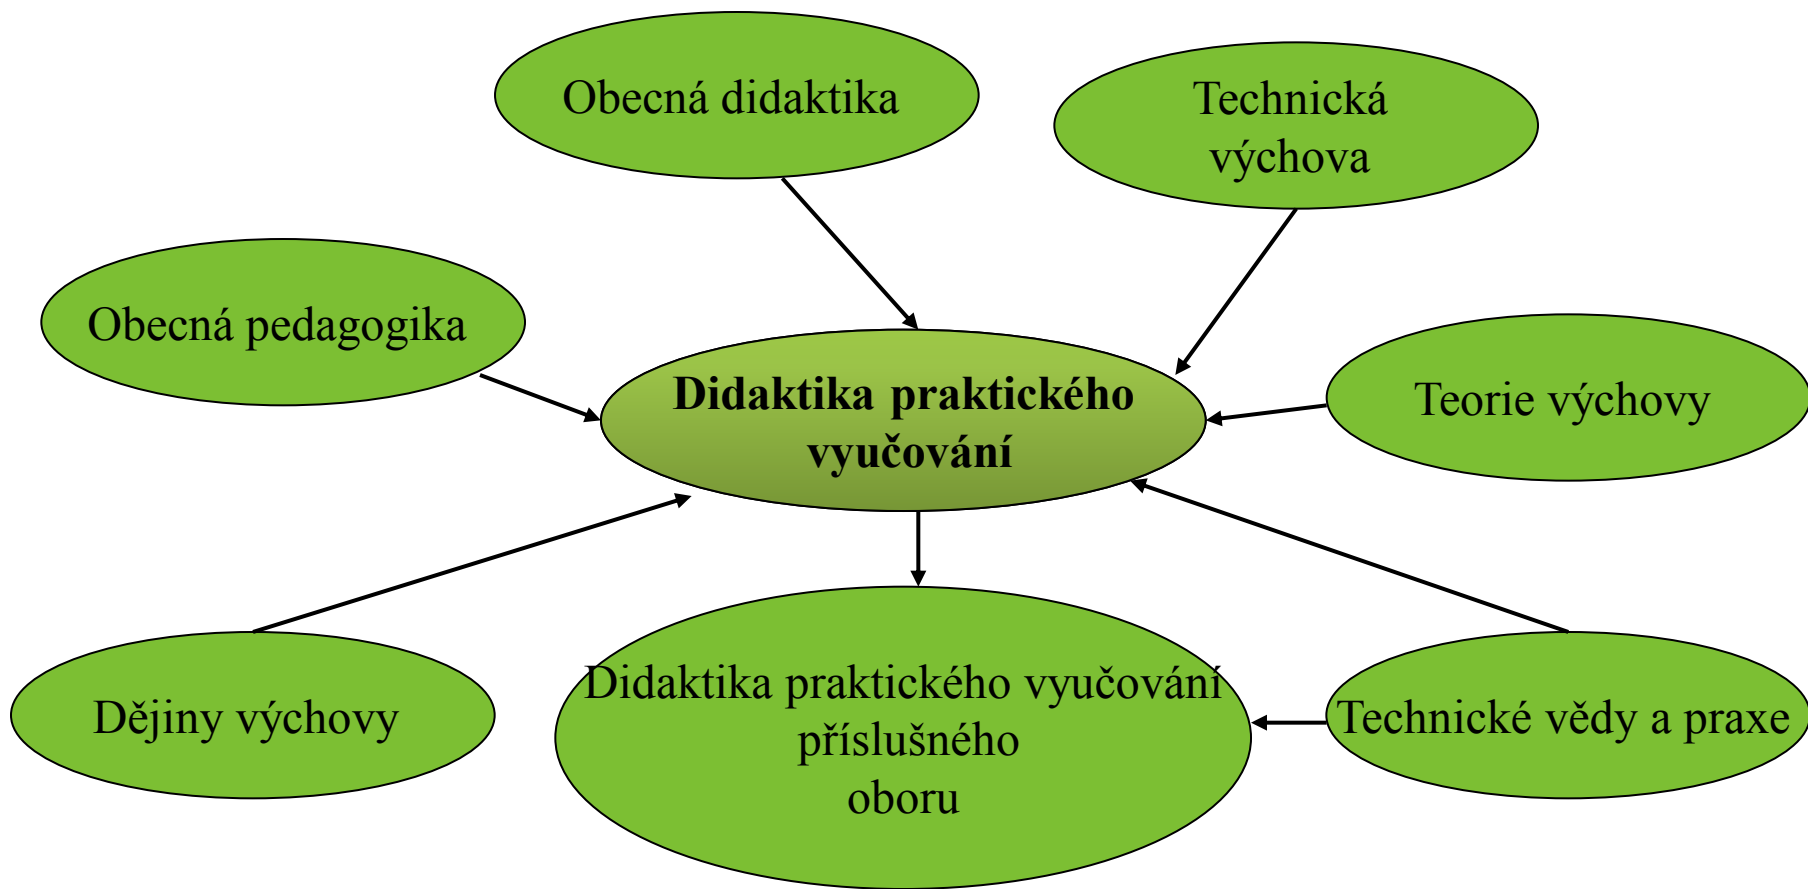 Obecná didaktika
Technická
výchova
Obecná pedagogika
Didaktika praktického
vyučování
Teorie výchovy
Dějiny výchovy
Didaktika praktického vyučování
příslušného
oboru
Technické vědy a praxe